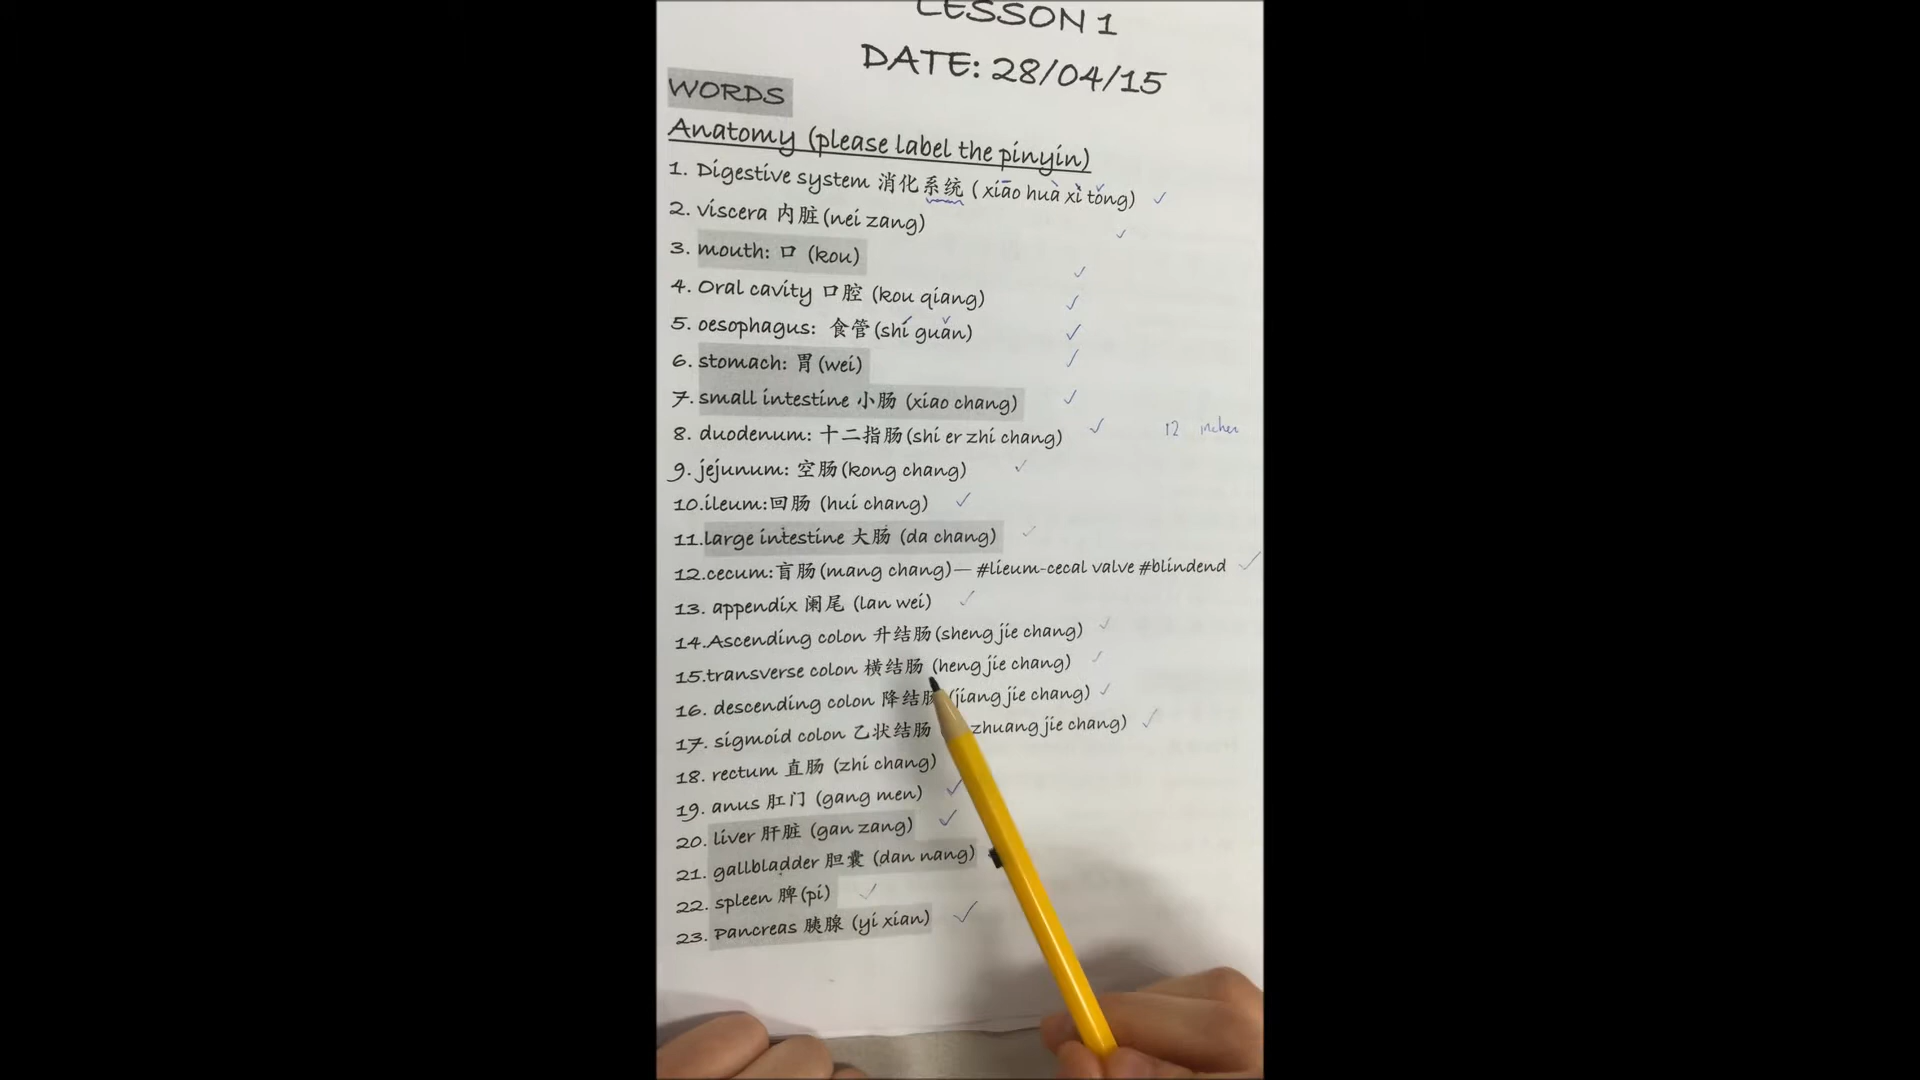 LESSON 1
DATE: 28/04/15
WORDS
Anatomy (please label the pinyin)
1. Digestive system 消化系统 ( xiāo huà xì tǒng)
2. viscera 内脏(nei zang)
3. mouth: 口 (kou)
4. Oral cavity 口腔 (kou qiang)
5. oesophagus: 食管(shí guǎn)
6. stomach: 胃(wei)
7. small intestine 小肠 (xiao chang)
8. duodenum: 十二指肠(shi er zhi chang) 12 inches
9. jejunum: 空肠(kong chang)
10.ileum:回肠 (hui chang)
11.large intestine 大肠 (da chang)
12.cecum:盲肠(mang chang)— #lieum-cecal valve #blindend
13. appendix 阑尾 (lan wei)
14.Ascending colon 升结肠(sheng jie chang)
15.transverse colon 横结肠 (heng jie chang)
16. descending colon 降结肠 (jiang jie chang)
17. sigmoid colon 乙状结肠 zhuang jie chang)
18. rectum 直肠 (zhi chang)
19. anus 肛门 (gang men)
20. liver 肝脏 (gan zang)
21. gallbladder 胆囊 (dan nang)
22. spleen 脾(pi)
23. Pancreas 胰腺 (yi xian)